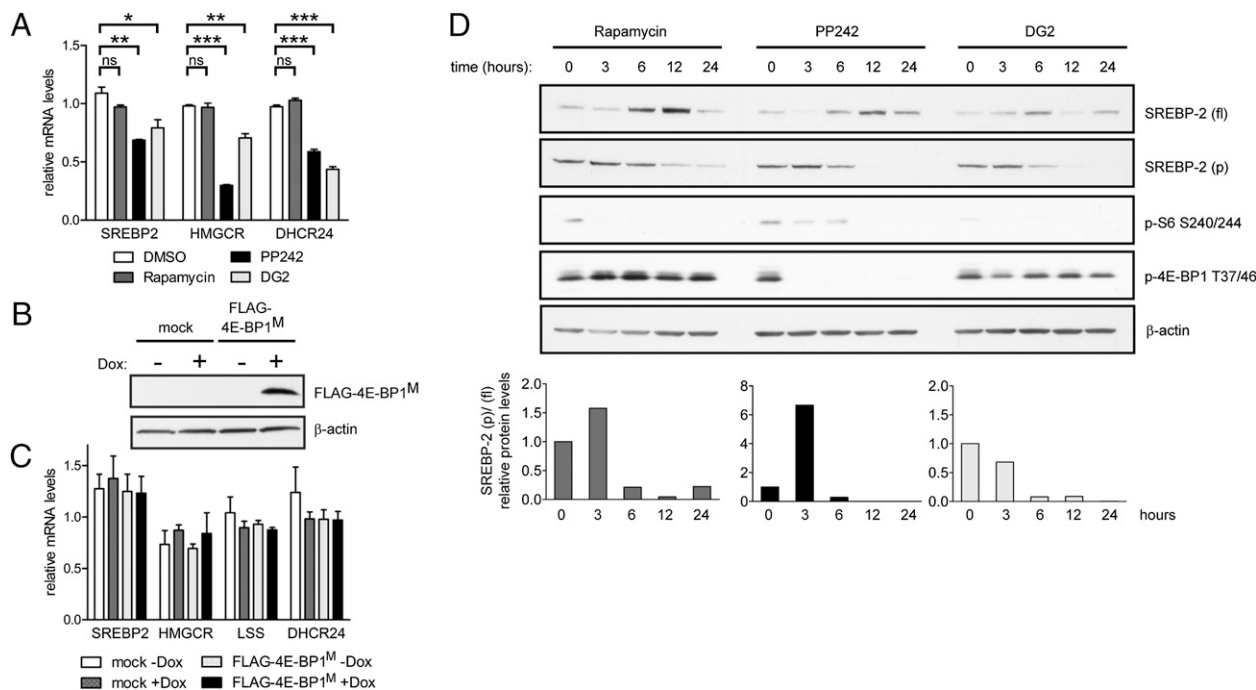 A
* ** ***
** *** ***
ns ns ns
relative mRNA levels
1.5
1.0
0.5
0.0
SREBP2 HMGCR DHCR24
DMSO PP242
Rapamycin DG2
B
mock FLAG-4E-BP1M
Dox: - + - +
FLAG-4E-BP1M
β-actin
C
relative mRNA levels
1.5
1.0
0.5
0.0
SREBP2 HMGCR LSS DHCR24
mock -Dox FLAG-4E-BP1M -Dox
mock +Dox FLAG-4E-BP1M +Dox
D
Rapamycin PP242 DG2
time (hours): 0 3 6 12 24 0 3 6 12 24 0 3 6 12 24
SREBP-2 (fl)
SREBP-2 (p)
p-S6 S240/244
p-4E-BP1 T37/46
β-actin
SREBP-2 (p)/ (fl)
relative protein levels
2.0 8 2.0
1.5 6 1.5
1.0 4 1.0
0.5 2 0.5
0.0 0 0.0
0 3 6 12 24 0 3 6 12 24 0 3 6 12 24 hours